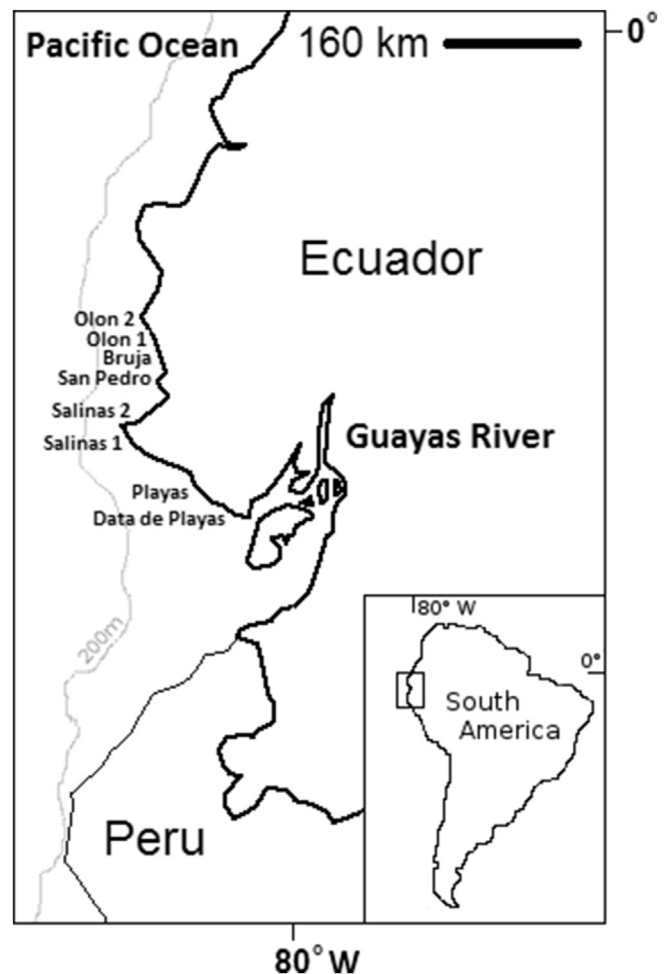 Pacific Ocean
160 km
0°
Ecuador
Olon 2
Olon 1
Bruja
San Pedro
Salinas 2
Salinas 1
Guayas River
Playas
Data de Playas
200m
80° W
0°
South
America
Peru
80° W